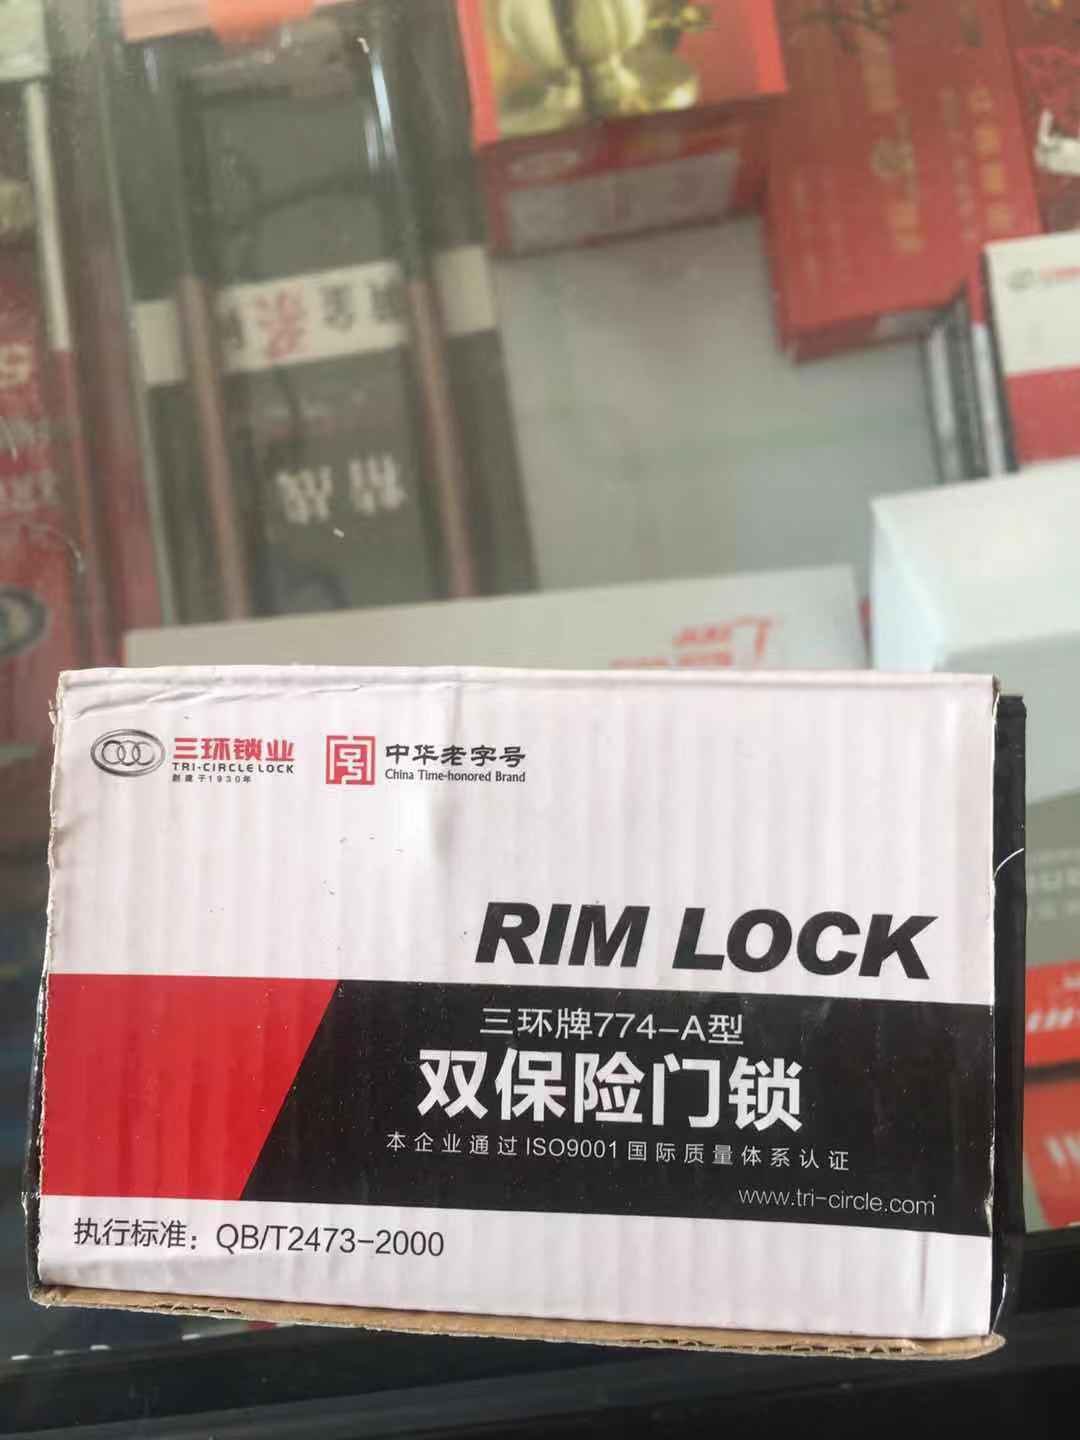 三环锁业
TRI-CIRCLE LOCK
创建于1930年
中华老字号
China Time-honored Brand
RIM LOCK
三环牌774-A型
双保险门锁
本企业通过ISO9001国际质量体系认证
www.tri-circle.com
执行标准：QB/T2473-2000